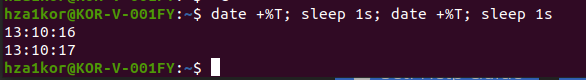 hza1kor@KOR-V-001FY:~$ date +%T; sleep 1s; date +%T; sleep 1s
13:10:16
13:10:17
hza1kor@KOR-V-001FY:~$